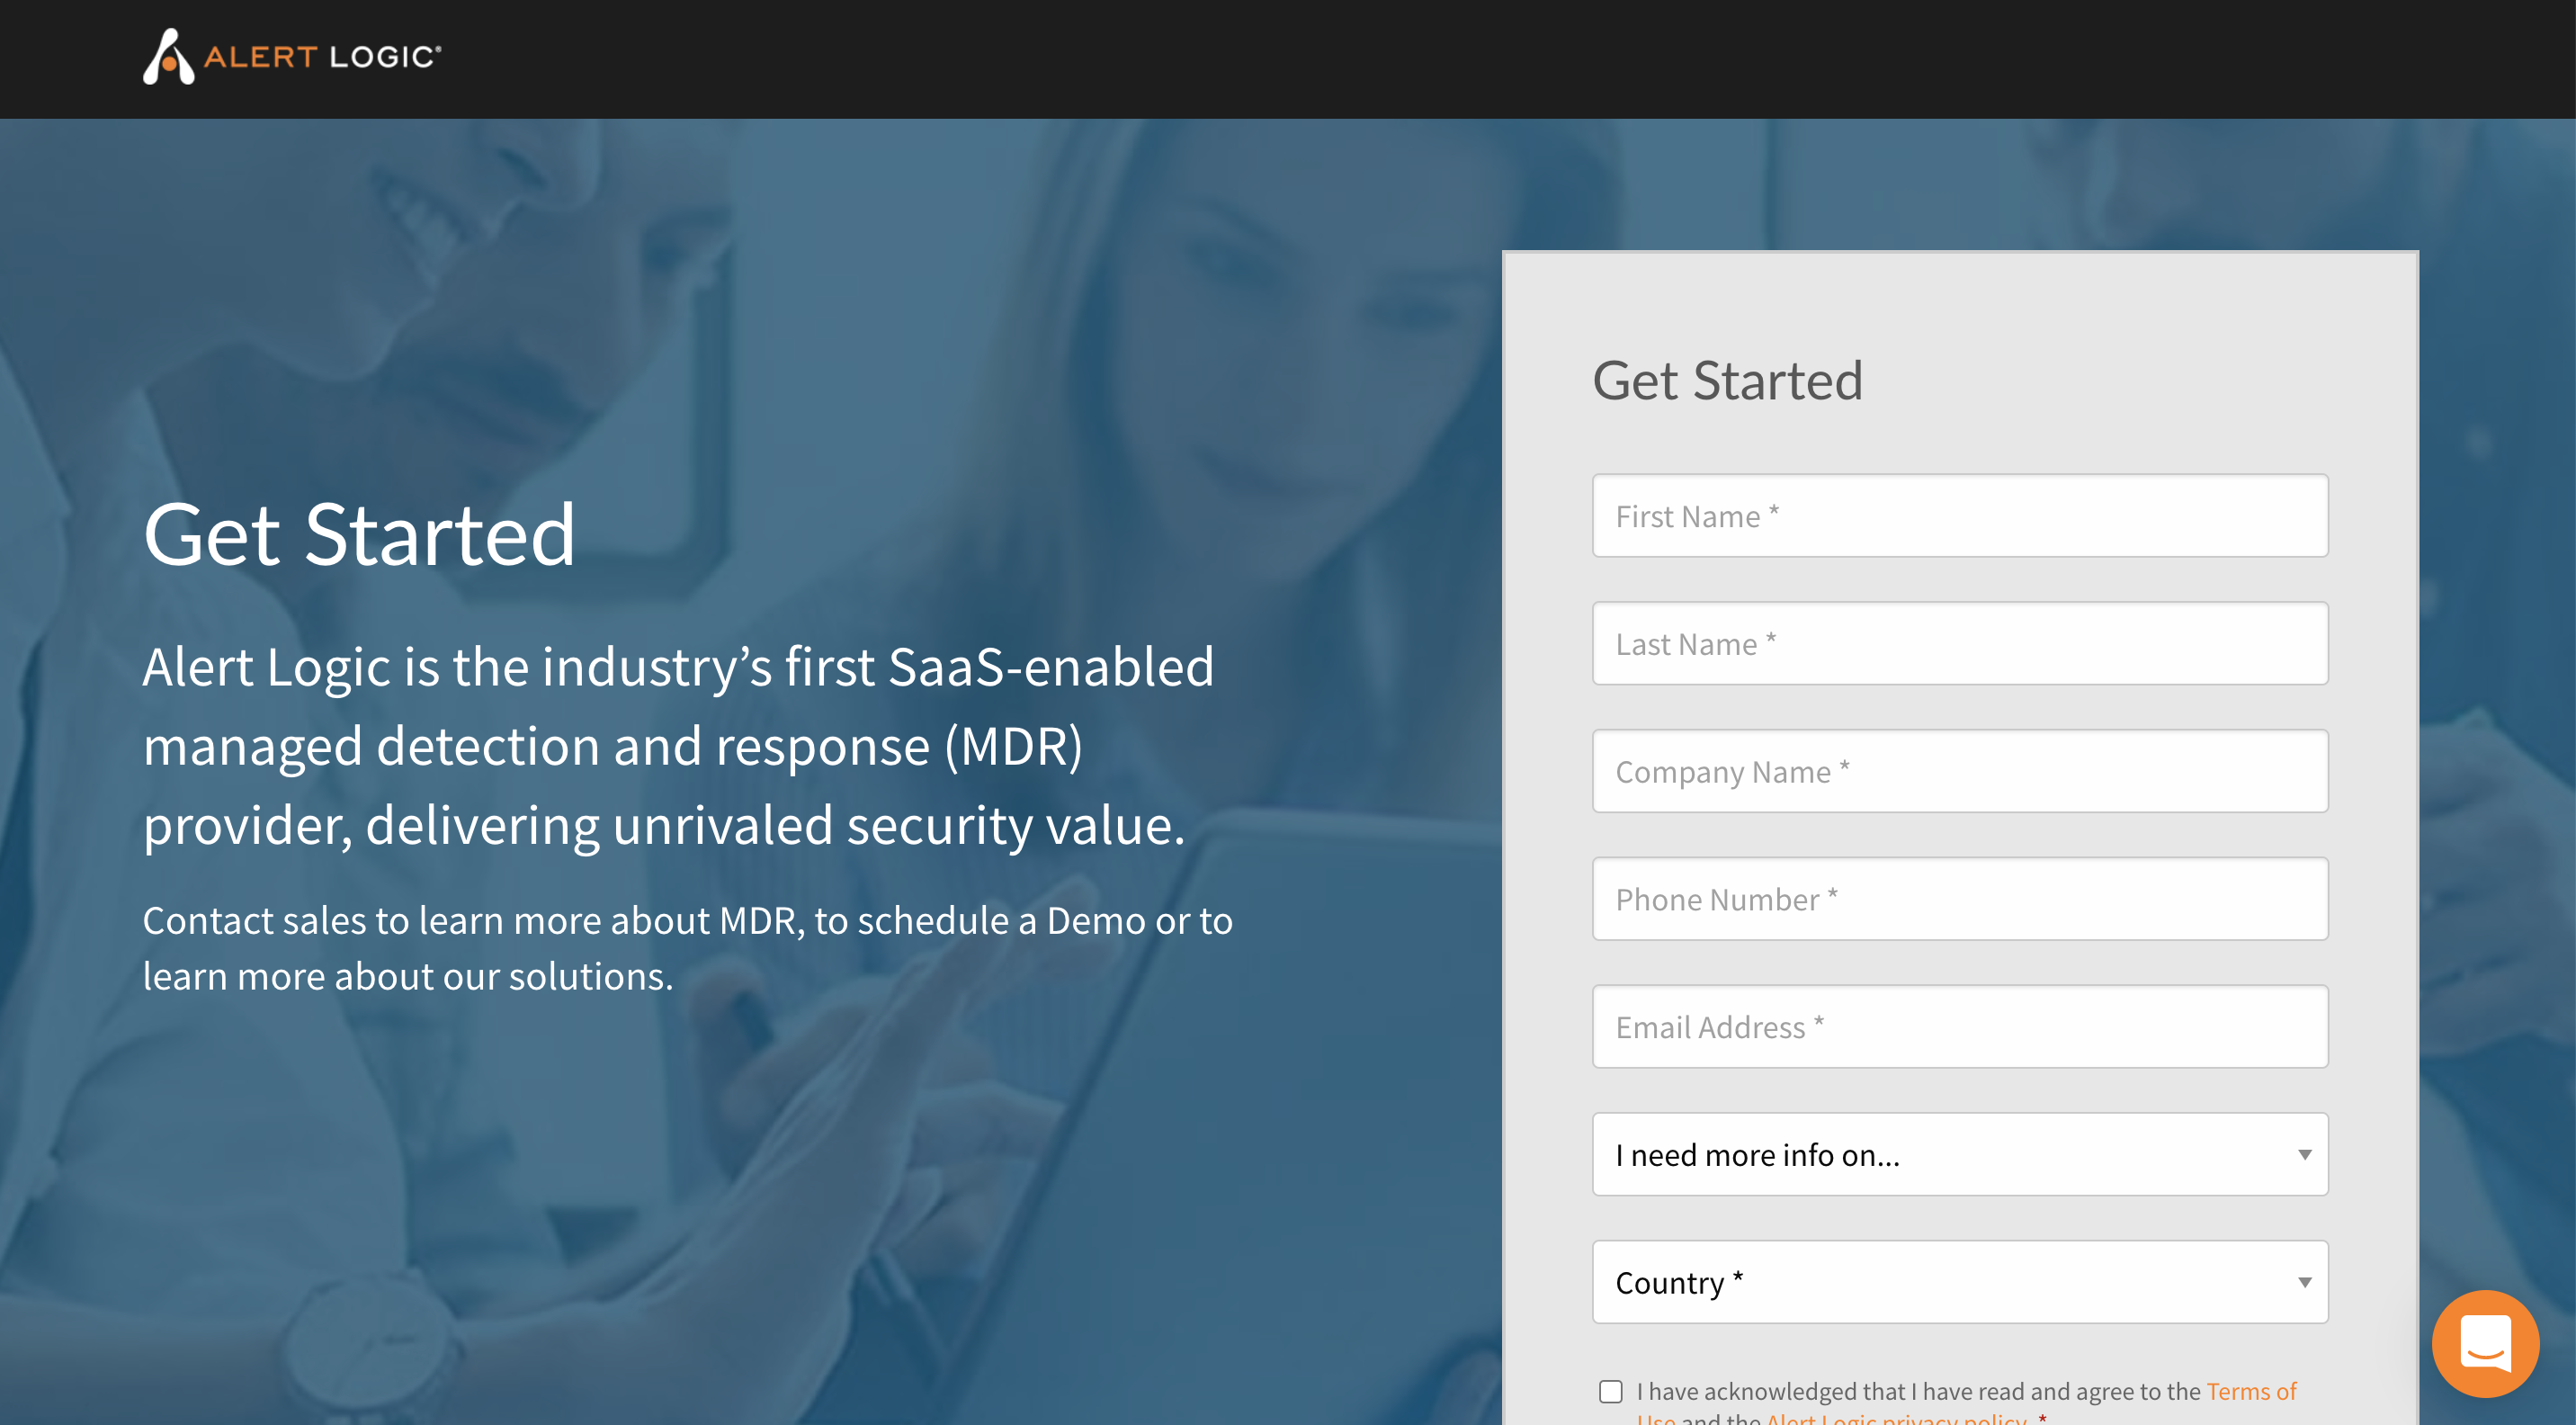 ALERT LOGIC®
Get Started
Alert Logic is the industry’s first SaaS-enabled
managed detection and response (MDR)
provider, delivering unrivaled security value.
Contact sales to learn more about MDR, to schedule a Demo or to
learn more about our solutions.
Get Started
First Name *
Last Name *
Company Name *
Phone Number *
Email Address *
I need more info on...
Country *
I have acknowledged that I have read and agree to the Terms of
Use and the Alert Logic privacy policy. *